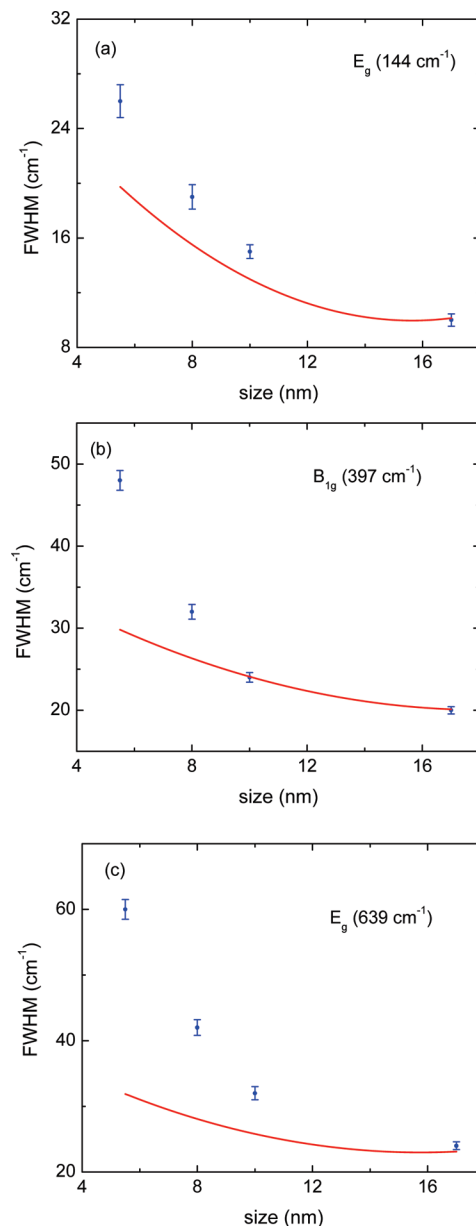 (a)
E_g (144 cm⁻¹)
FWHM (cm⁻¹)
32
24
16
8
4 8 12 16
size (nm)
(b)
B_1g (397 cm⁻¹)
FWHM (cm⁻¹)
50
40
30
20
4 8 12 16
size (nm)
(c)
E_g (639 cm⁻¹)
FWHM (cm⁻¹)
60
40
20
4 8 12 16
size (nm)